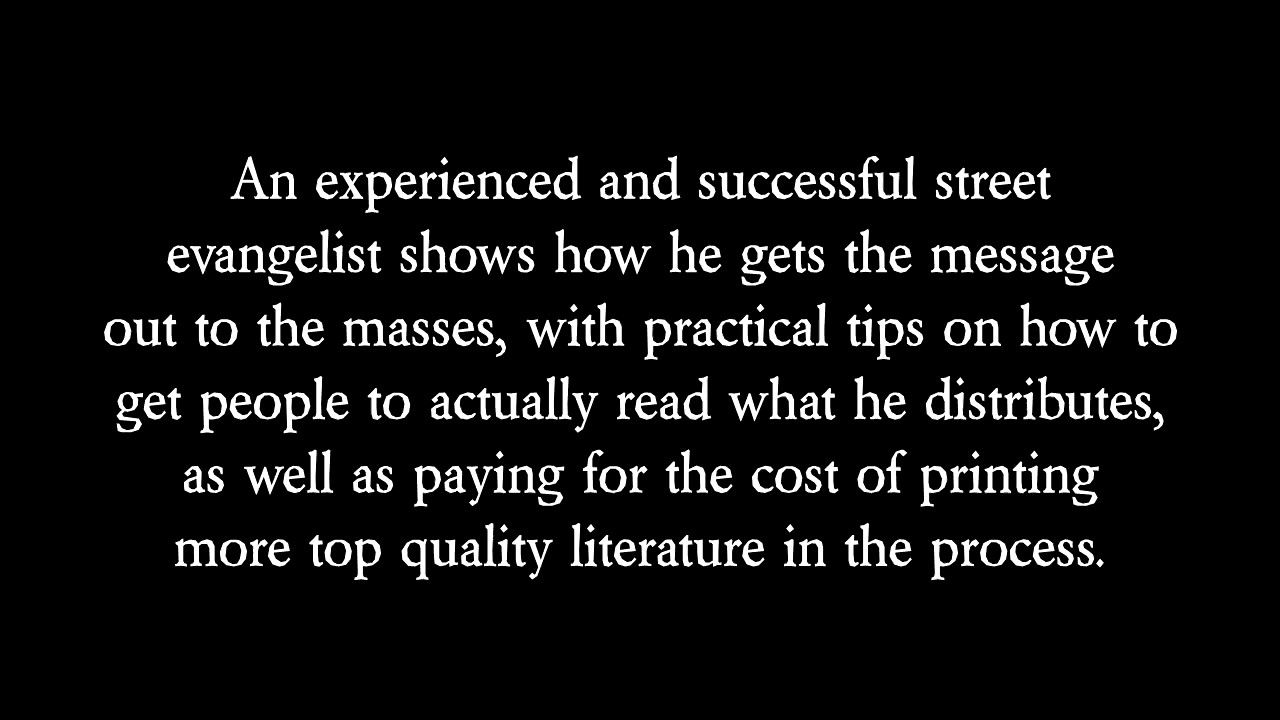 An experienced and successful street
evangelist shows how he gets the message
out to the masses, with practical tips on how to
get people to actually read what he distributes,
as well as paying for the cost of printing
more top quality literature in the process.